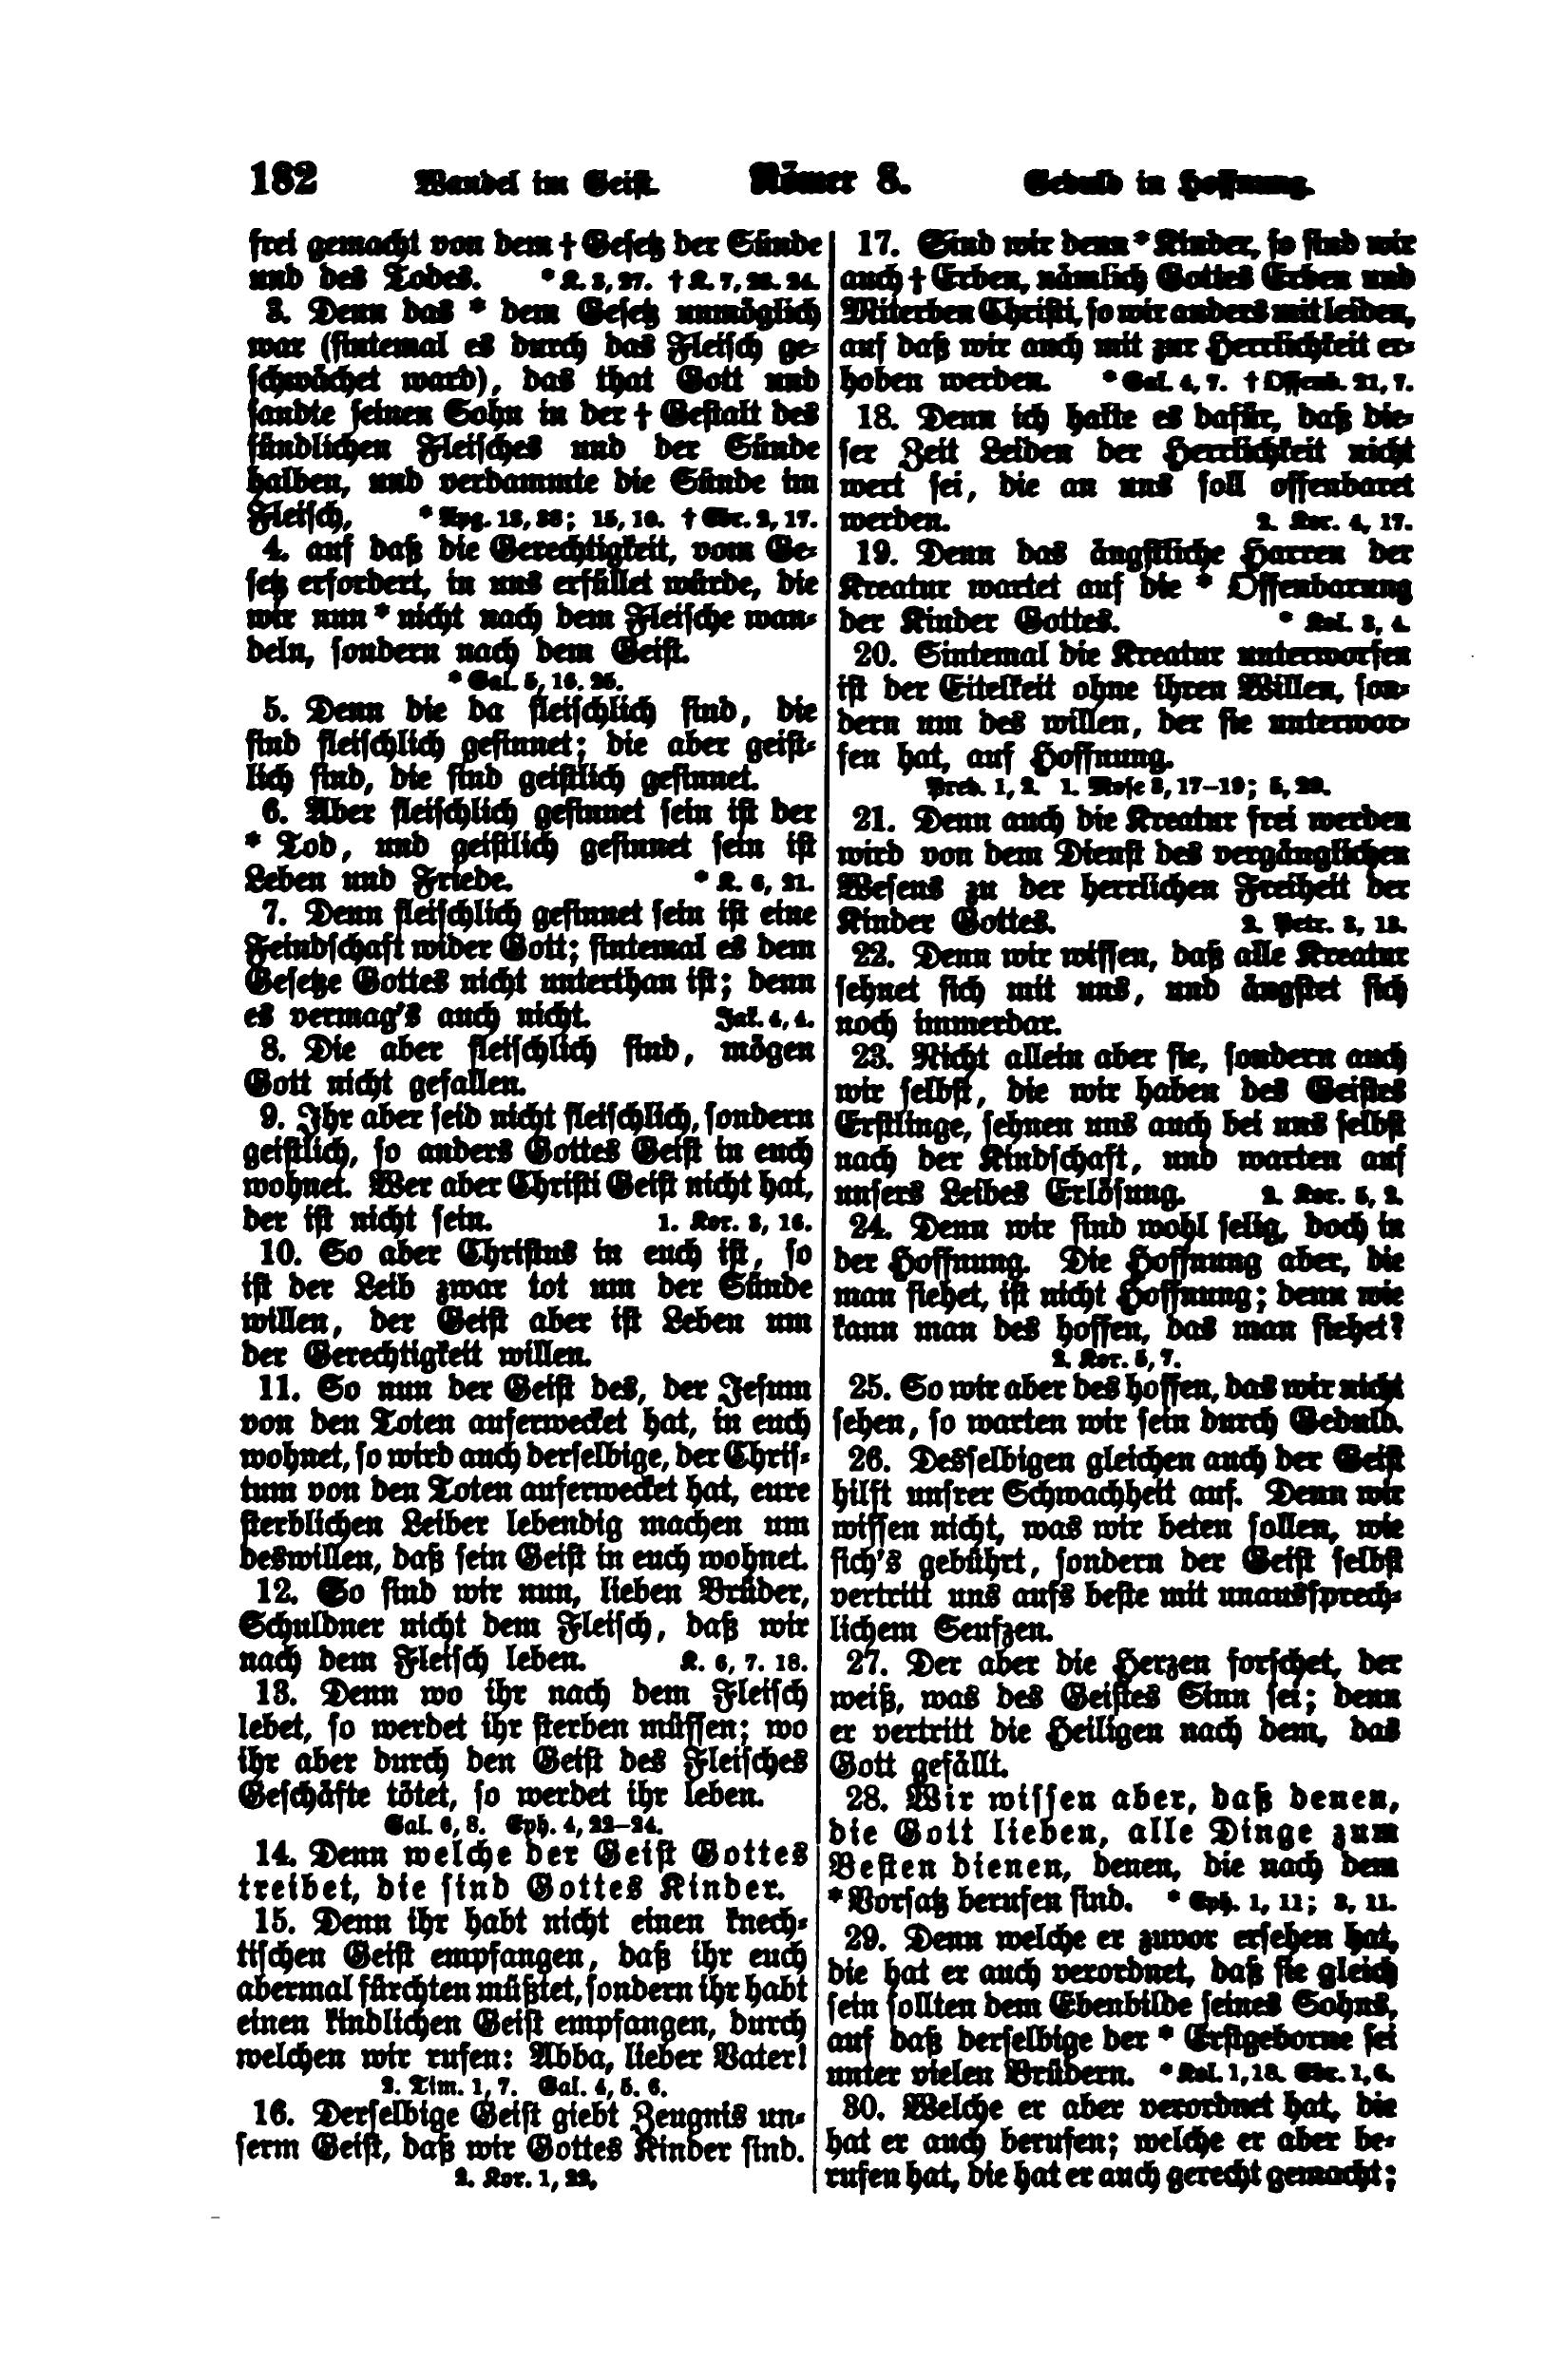 182 Wandel im Geist. Römer 8. Geduld in Hoffnung.
frei gemacht von dem † Gesetz der Sünde
und des Todes. * K. 3, 27. † K. 7, 23. 24.
3. Denn das * dem Gesetz unmöglich
war (sintemal es durch das Fleisch ge-
schwächet ward), das that Gott und
sandte seinen Sohn in der † Gestalt des
sündlichen Fleisches und der Sünde
halben, und verdammte die Sünde im
Fleisch, * Apg. 13, 38; 15, 10. † Ebr. 2, 17.
4. auf daß die Gerechtigkeit, vom Ge-
setz erfordert, in uns erfüllet würde, die
wir nun * nicht nach dem Fleische wan-
deln, sondern nach dem Geist.
* Gal. 5, 16. 25.
5. Denn die da fleischlich sind, die
sind fleischlich gesinnet; die aber geist-
lich sind, die sind geistlich gesinnet.
6. Aber fleischlich gesinnet sein ist der
* Tod, und geistlich gesinnet sein ist
Leben und Friede. * K. 6, 21.
7. Denn fleischlich gesinnet sein ist eine
Feindschaft wider Gott; sintemal es dem
Gesetze Gottes nicht unterthan ist; denn
es vermag's auch nicht. Jak. 4, 4.
8. Die aber fleischlich sind, mögen
Gott nicht gefallen.
9. Ihr aber seid nicht fleischlich, sondern
geistlich, so anders Gottes Geist in euch
wohnet. Wer aber Christi Geist nicht hat,
der ist nicht sein. 1. Kor. 3, 16.
10. So aber Christus in euch ist, so
ist der Leib zwar tot um der Sünde
willen, der Geist aber ist Leben um
der Gerechtigkeit willen.
11. So nun der Geist des, der Jesum
von den Toten auferwecket hat, in euch
wohnet, so wird auch derselbige, der Chris-
tum von den Toten auferwecket hat, eure
sterblichen Leiber lebendig machen um
deswillen, daß sein Geist in euch wohnet.
12. So sind wir nun, lieben Brüder,
Schuldner nicht dem Fleisch, daß wir
nach dem Fleisch leben. K. 6, 7. 18.
13. Denn wo ihr nach dem Fleisch
lebet, so werdet ihr sterben müssen; wo
ihr aber durch den Geist des Fleisches
Geschäfte tötet, so werdet ihr leben.
Gal. 6, 8. Eph. 4, 22–24.
14. Denn welche der Geist Gottes
treibet, die sind Gottes Kinder.
15. Denn ihr habt nicht einen knech-
tischen Geist empfangen, daß ihr euch
abermal fürchten müßtet, sondern ihr habt
einen kindlichen Geist empfangen, durch
welchen wir rufen: Abba, lieber Vater!
2. Tim. 1, 7. Gal. 4, 5. 6.
16. Derselbige Geist giebt Zeugnis un-
serm Geist, daß wir Gottes Kinder sind.
2. Kor. 1, 22.
17. Sind wir denn * Kinder, so sind wir
auch † Erben, nämlich Gottes Erben und
Miterben Christi, so wir anders mit leiden,
auf daß wir auch mit zur Herrlichkeit er-
hoben werden. * Gal. 4, 7. † Offenb. 21, 7.
18. Denn ich halte es dafür, daß die-
ser Zeit Leiden der Herrlichkeit nicht
wert sei, die an uns soll offenbaret
werden. 2. Kor. 4, 17.
19. Denn das ängstliche Harren der
Kreatur wartet auf die * Offenbarung
der Kinder Gottes. * Kol. 3, 4.
20. Sintemal die Kreatur unterworfen
ist der Eitelkeit ohne ihren Willen, son-
dern um des willen, der sie unterwor-
fen hat, auf Hoffnung.
Pred. 1, 2. 1. Mose 3, 17–19; 5, 29.
21. Denn auch die Kreatur frei werden
wird von dem Dienst des vergänglichen
Wesens zu der herrlichen Freiheit der
Kinder Gottes. 2. Petr. 3, 13.
22. Denn wir wissen, daß alle Kreatur
sehnet sich mit uns, und ängstet sich
noch immerdar.
23. Nicht allein aber sie, sondern auch
wir selbst, die wir haben des Geistes
Erstlinge, sehnen uns auch bei uns selbst
nach der Kindschaft, und warten auf
unsers Leibes Erlösung. 2. Kor. 5, 2.
24. Denn wir sind wohl selig, doch in
der Hoffnung. Die Hoffnung aber, die
man siehet, ist nicht Hoffnung; denn wie
kann man des hoffen, das man siehet?
2. Kor. 5, 7.
25. So wir aber des hoffen, das wir nicht
sehen, so warten wir sein durch Geduld.
26. Desselbigen gleichen auch der Geist
hilft unsrer Schwachheit auf. Denn wir
wissen nicht, was wir beten sollen, wie
sich's gebührt, sondern der Geist selbst
vertritt uns aufs beste mit unaussprech-
lichem Seufzen.
27. Der aber die Herzen forschet, der
weiß, was des Geistes Sinn sei; denn
er vertritt die Heiligen nach dem, das
Gott gefällt.
28. Wir wissen aber, daß denen,
die Gott lieben, alle Dinge zum
Besten dienen, denen, die nach dem
* Vorsatz berufen sind. * Eph. 1, 11; 3, 11.
29. Denn welche er zuvor ersehen hat,
die hat er auch verordnet, daß sie gleich
sein sollten dem Ebenbilde seines Sohns,
auf daß derselbige der * Erstgeborne sei
unter vielen Brüdern. * Kol. 1, 18. Ebr. 1, 6.
30. Welche er aber verordnet hat, die
hat er auch berufen; welche er aber be-
rufen hat, die hat er auch gerecht gemacht;